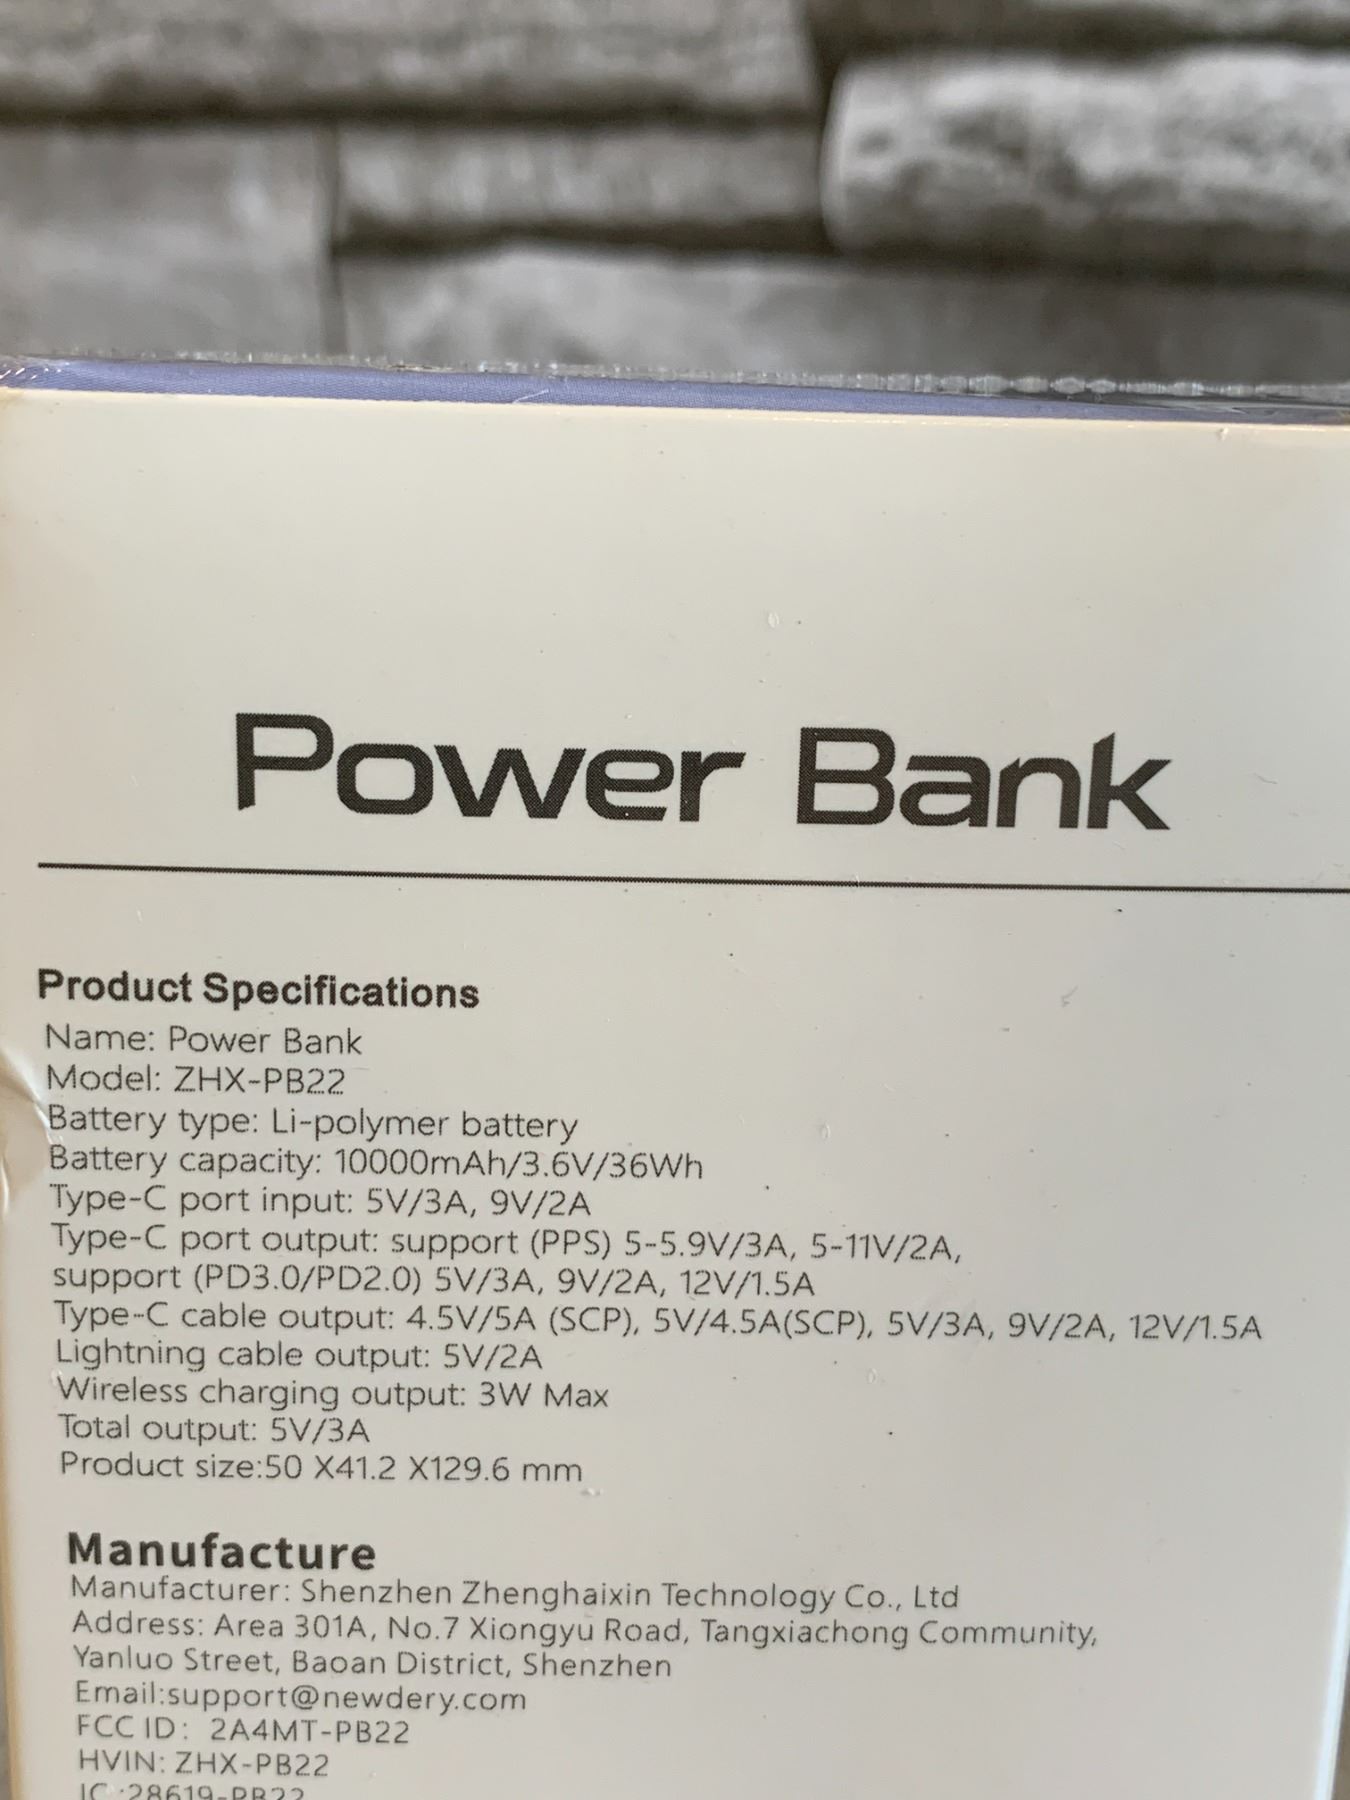 Power Bank
Product Specifications
Name: Power Bank
Model: ZHX-PB22
Battery type: Li-polymer battery
Battery capacity: 10000mAh/3.6V/36Wh
Type-C port input: 5V/3A, 9V/2A
Type-C port output: support (PPS) 5-5.9V/3A, 5-11V/2A,
support (PD3.0/PD2.0) 5V/3A, 9V/2A, 12V/1.5A
Type-C cable output: 4.5V/5A (SCP), 5V/4.5A(SCP), 5V/3A, 9V/2A, 12V/1.5A
Lightning cable output: 5V/2A
Wireless charging output: 3W Max
Total output: 5V/3A
Product size:50 X41.2 X129.6 mm
Manufacture
Manufacturer: Shenzhen Zhenghaixin Technology Co., Ltd
Address: Area 301A, No.7 Xiongyu Road, Tangxiachong Community,
Yanluo Street, Baoan District, Shenzhen
Email:support@newdery.com
FCC ID: 2A4MT-PB22
HVIN: ZHX-PB22
IC :28619-PB22